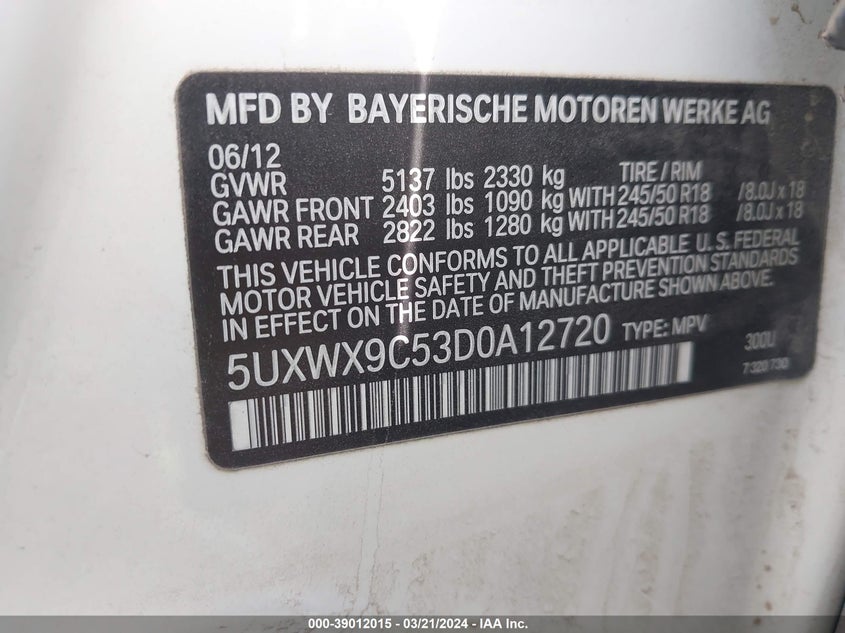 MFD BY BAYERISCHE MOTOREN WERKE AG
06/12 TIRE / RIM
GVWR 5137 lbs 2330 kg
GAWR FRONT 2403 lbs 1090 kg WITH 245/50 R18 /8.0J x 18
GAWR REAR 2822 lbs 1280 kg WITH 245/50 R18 /8.0J x 18
THIS VEHICLE CONFORMS TO ALL APPLICABLE U.S. FEDERAL
MOTOR VEHICLE SAFETY AND THEFT PREVENTION STANDARDS
IN EFFECT ON THE DATE OF MANUFACTURE SHOWN ABOVE.
5UXWX9C53D0A12720 TYPE: MPV 300U
7320730
000-39012015 - 03/21/2024 - IAA Inc.